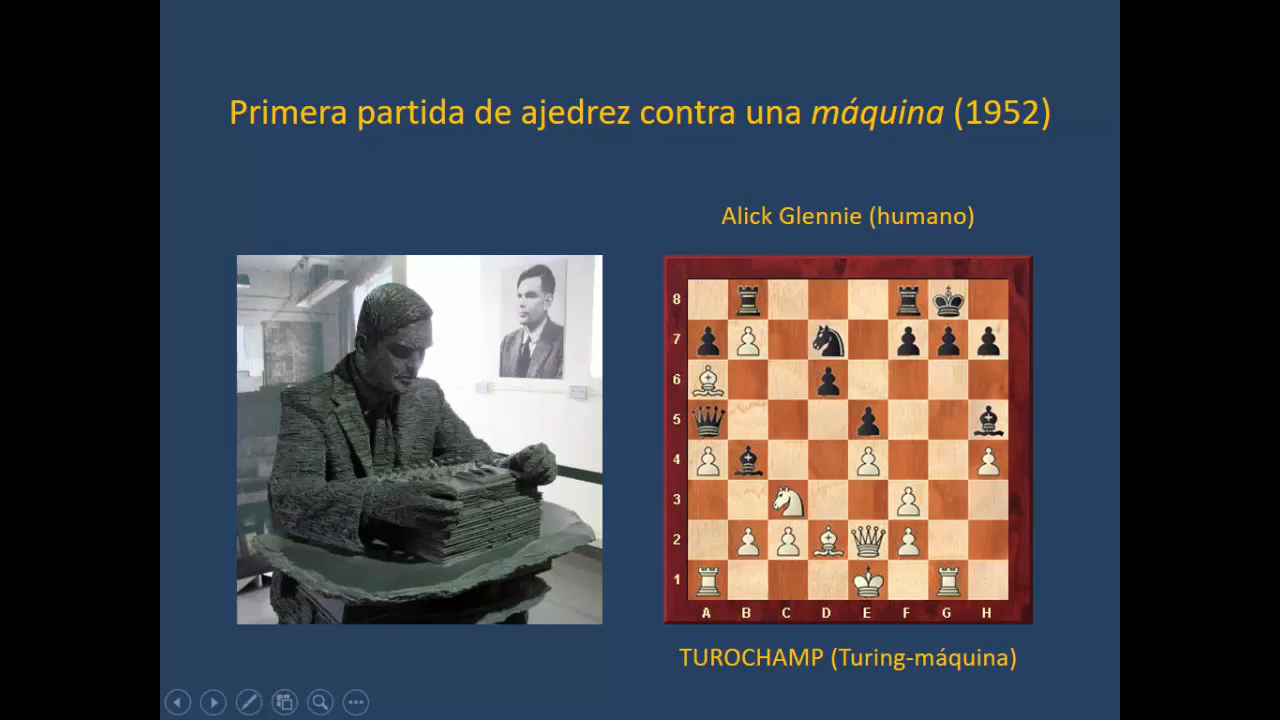 Primera partida de ajedrez contra una máquina (1952)
Alick Glennie (humano)
8
7
6
5
4
3
2
1
A B C D E F G H
TUROCHAMP (Turing-máquina)